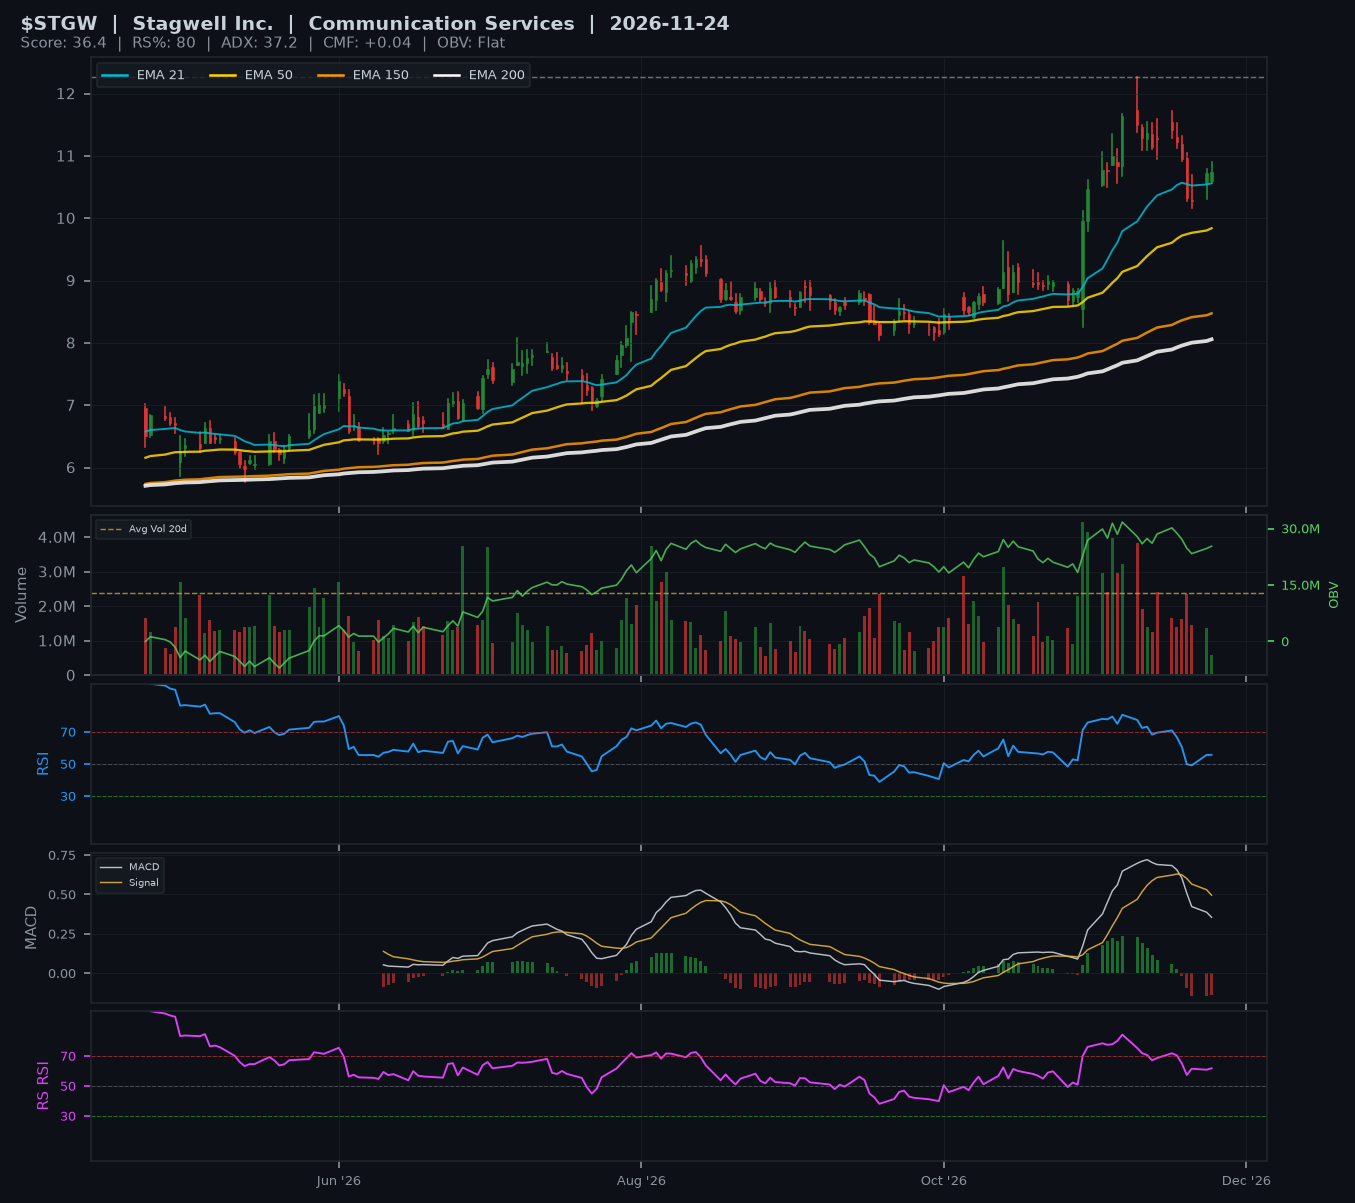 $STGW | Stagwell Inc. | Communication Services | 2026-11-24
Score: 36.4 | RS%: 80 | ADX: 37.2 | CMF: +0.04 | OBV: Flat
EMA 21 EMA 50 EMA 150 EMA 200
12
11
10
9
8
7
6
Avg Vol 20d
Volume
4.0M
3.0M
2.0M
1.0M
0
30.0M
15.0M
0
OBV
RSI
70
50
30
MACD
Signal
MACD
0.75
0.50
0.25
0.00
RS RSI
70
50
30
Jun '26 Aug '26 Oct '26 Dec '26